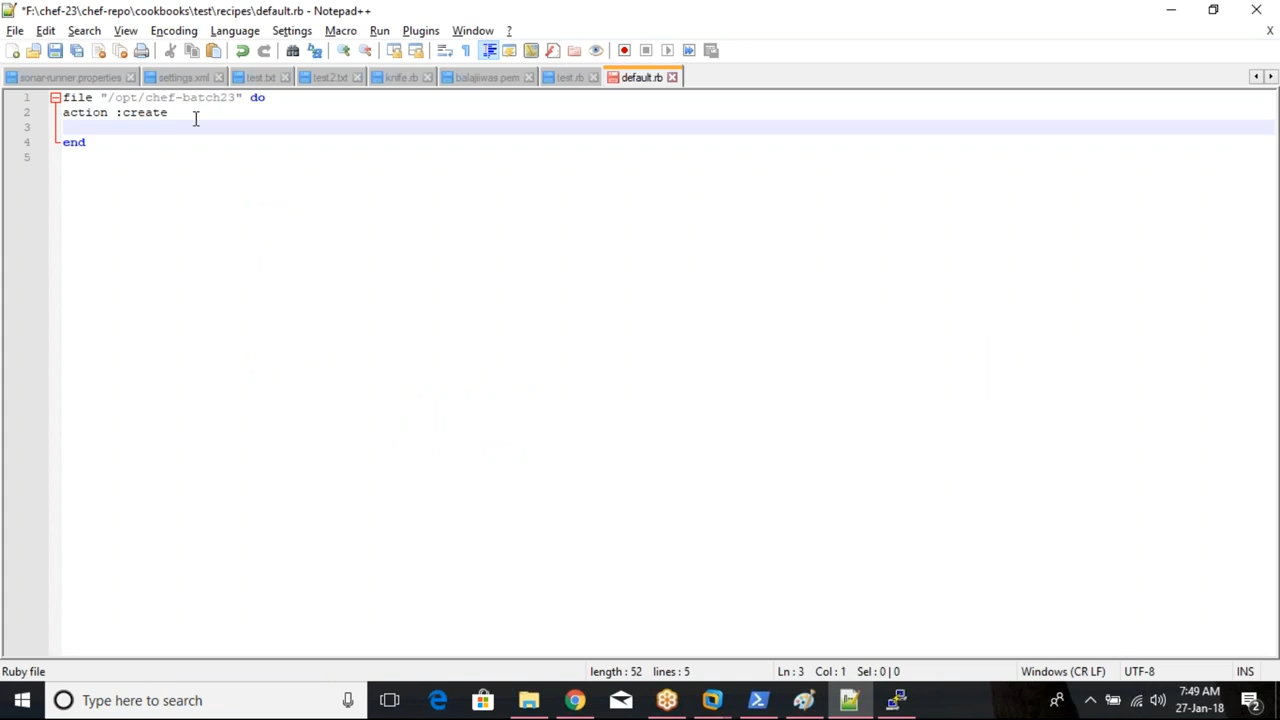 *F:\chef-23\chef-repo\cookbooks\test\recipes\default.rb - Notepad++
File Edit Search View Encoding Language Settings Macro Run Plugins Window ? X
sonar-runner.properties settings.xml test.txt test2.txt knife.rb balajiwas.pem test.rb default.rb
1 file "/opt/chef-batch23" do
2 action :create
3
4 end
5
Ruby file length : 52 lines : 5 Ln : 3 Col : 1 Sel : 0 | 0 Windows (CR LF) UTF-8 INS
Type here to search 7:49 AM
27-Jan-18 2